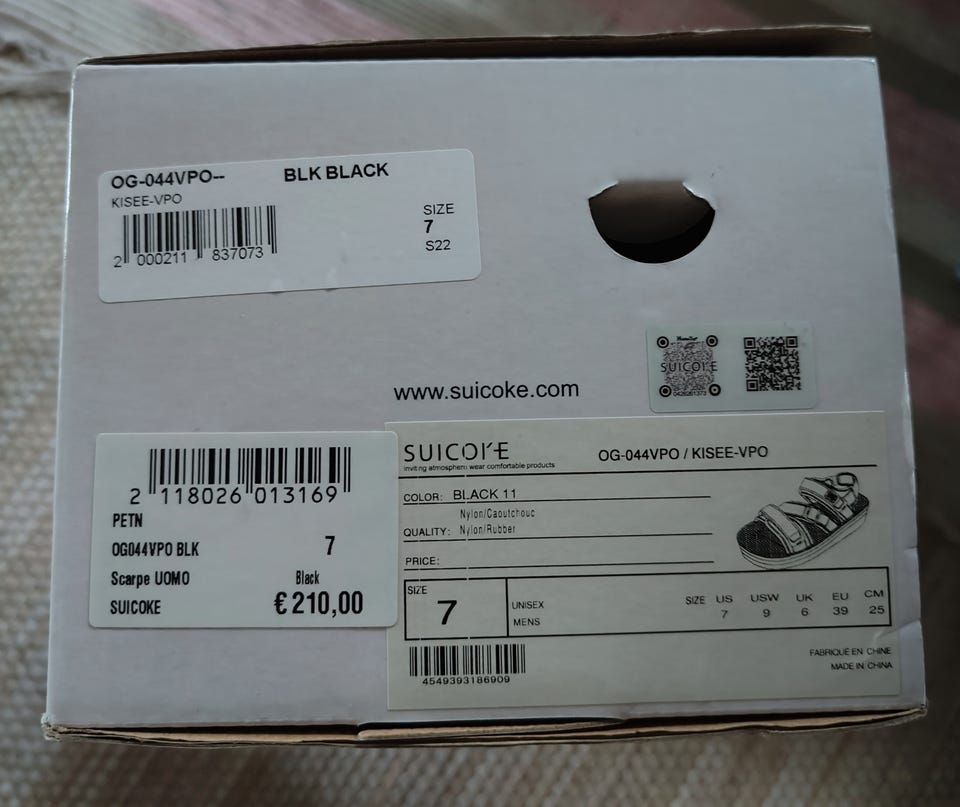 OG-044VPO-- BLK BLACK
KISEE-VPO
SIZE
7
S22
2 000211 837073
SUICOKE
0426261373
www.suicoke.com
2 118026 013169
PETN
OG044VPO BLK 7
Scarpe UOMO Black
SUICOKE € 210,00
SUICOKE
inviting atmosphere wear comfortable products
OG-044VPO / KISEE-VPO
COLOR: BLACK 11
Nylon/Caoutchouc
QUALITY: Nylon/Rubber
PRICE:
SIZE
7
UNISEX
MENS
SIZE US USW UK EU CM
7 9 6 39 25
4549393186909
FABRIQUÉ EN CHINE
MADE IN CHINA